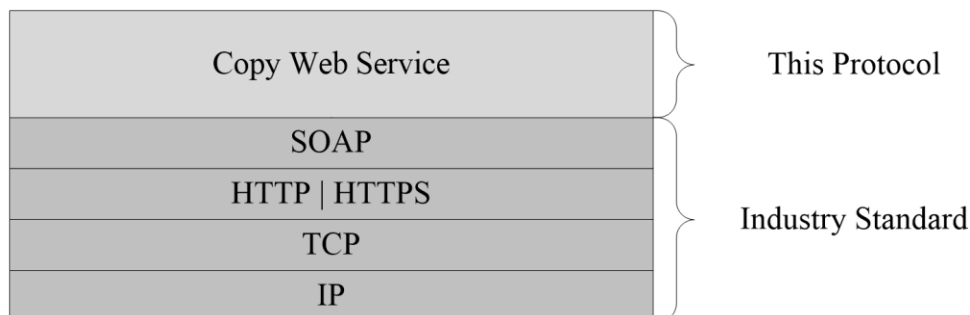 Copy Web Service
This Protocol
SOAP
HTTP | HTTPS
TCP
IP
Industry Standard